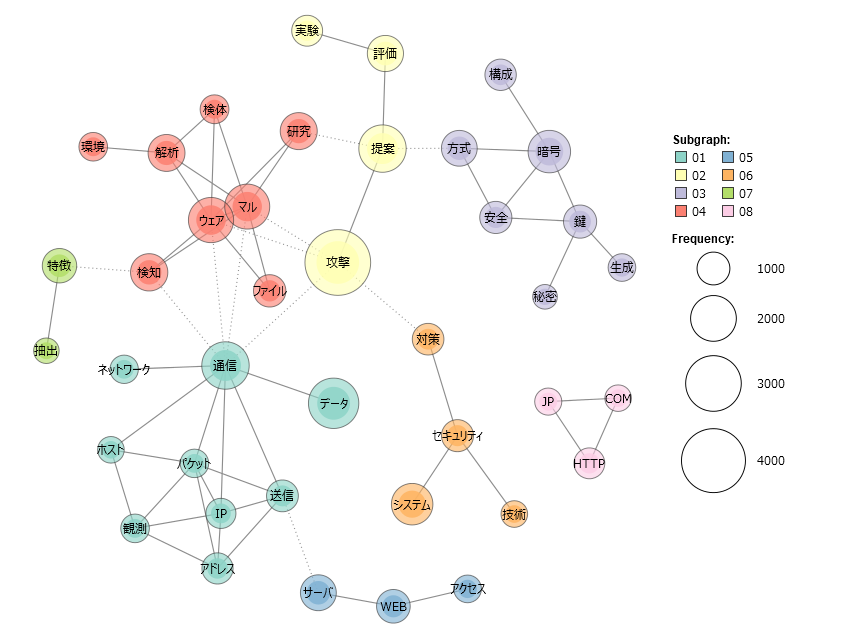 実験
評価
構成
検体
環境
解析
研究
提案
方式
暗号
ウェア
マル
安全
鍵
特徴
検知
ファイル
攻撃
生成
秘密
抽出
ネットワーク
通信
対策
データ
JP
COM
ホスト
パケット
セキュリティ
HTTP
送信
IP
観測
システム
技術
アドレス
サーバ
WEB
アクセス
Subgraph:
01 05
02 06
03 07
04 08
Frequency:
1000
2000
3000
4000